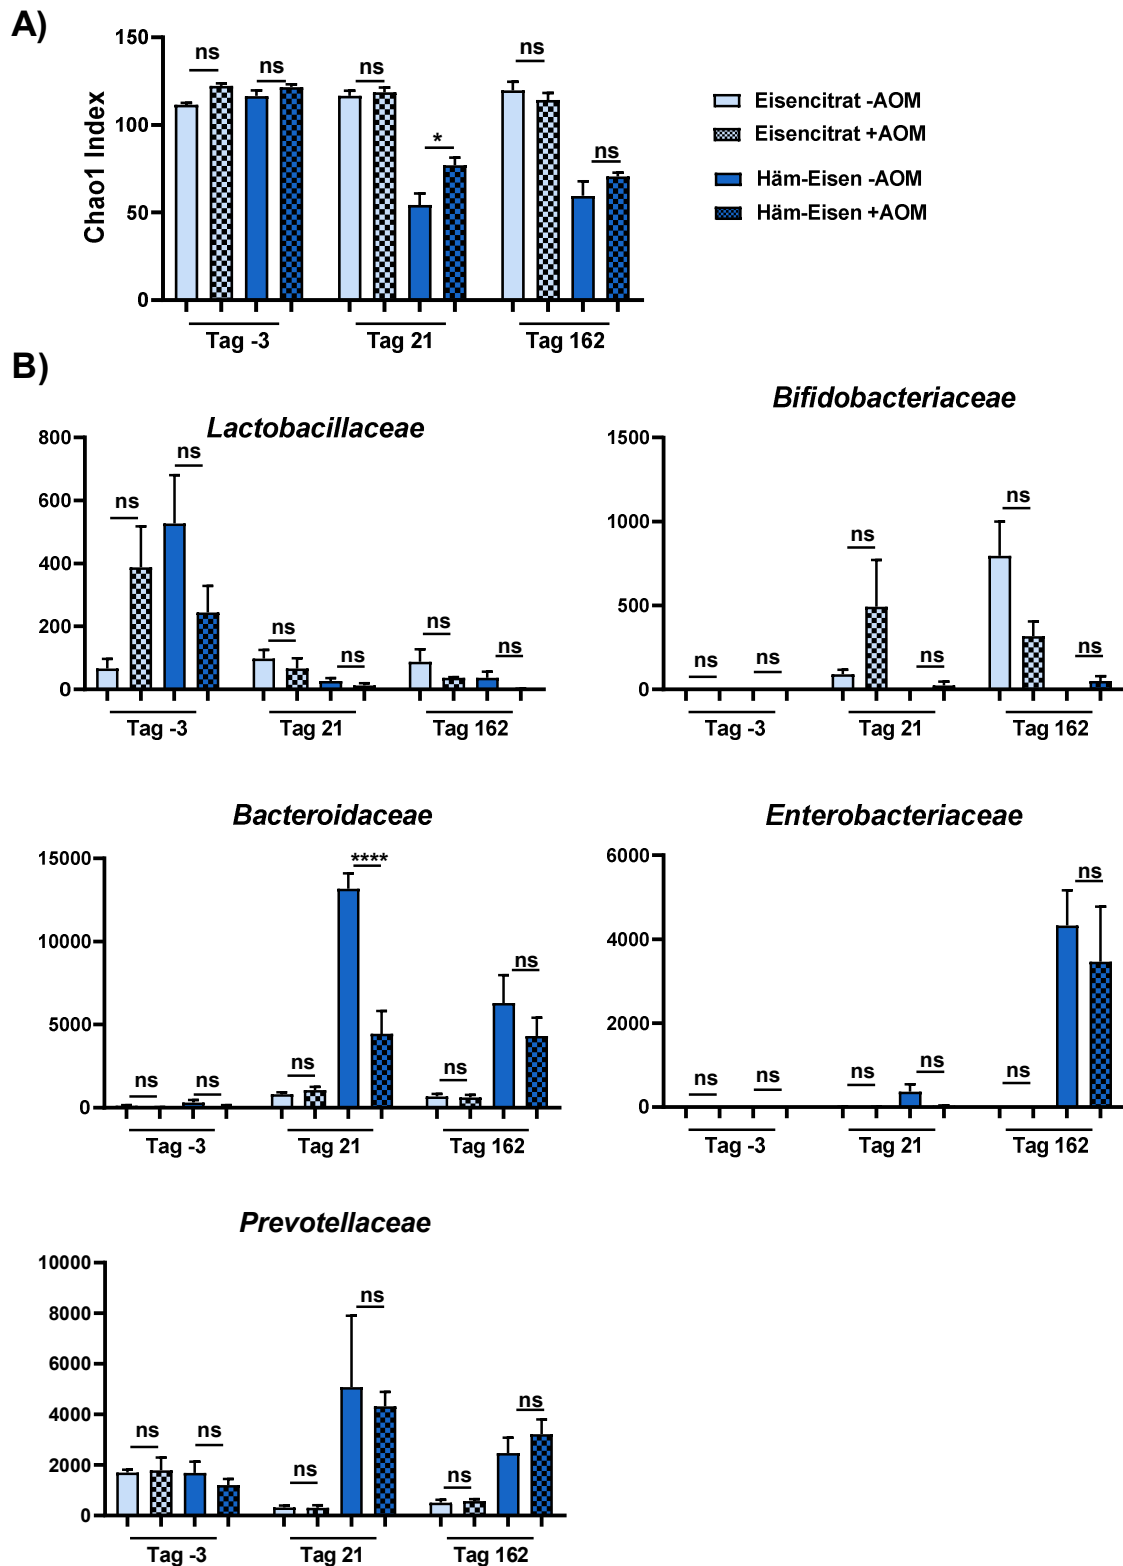 A)
Chao1 Index
150
100
50
0
ns
ns
ns
*
ns
ns
Tag -3
Tag 21
Tag 162
Eisencitrat -AOM
Eisencitrat +AOM
Häm-Eisen -AOM
Häm-Eisen +AOM
B)
Lactobacillaceae
800
600
400
200
0
ns
ns
ns
ns
ns
ns
Tag -3
Tag 21
Tag 162
Bifidobacteriaceae
1500
1000
500
0
ns
ns
ns
ns
ns
ns
Tag -3
Tag 21
Tag 162
Bacteroidaceae
15000
10000
5000
0
ns
ns
ns
****
ns
ns
Tag -3
Tag 21
Tag 162
Enterobacteriaceae
6000
4000
2000
0
ns
ns
ns
ns
ns
ns
Tag -3
Tag 21
Tag 162
Prevotellaceae
10000
8000
6000
4000
2000
0
ns
ns
ns
ns
ns
ns
Tag -3
Tag 21
Tag 162